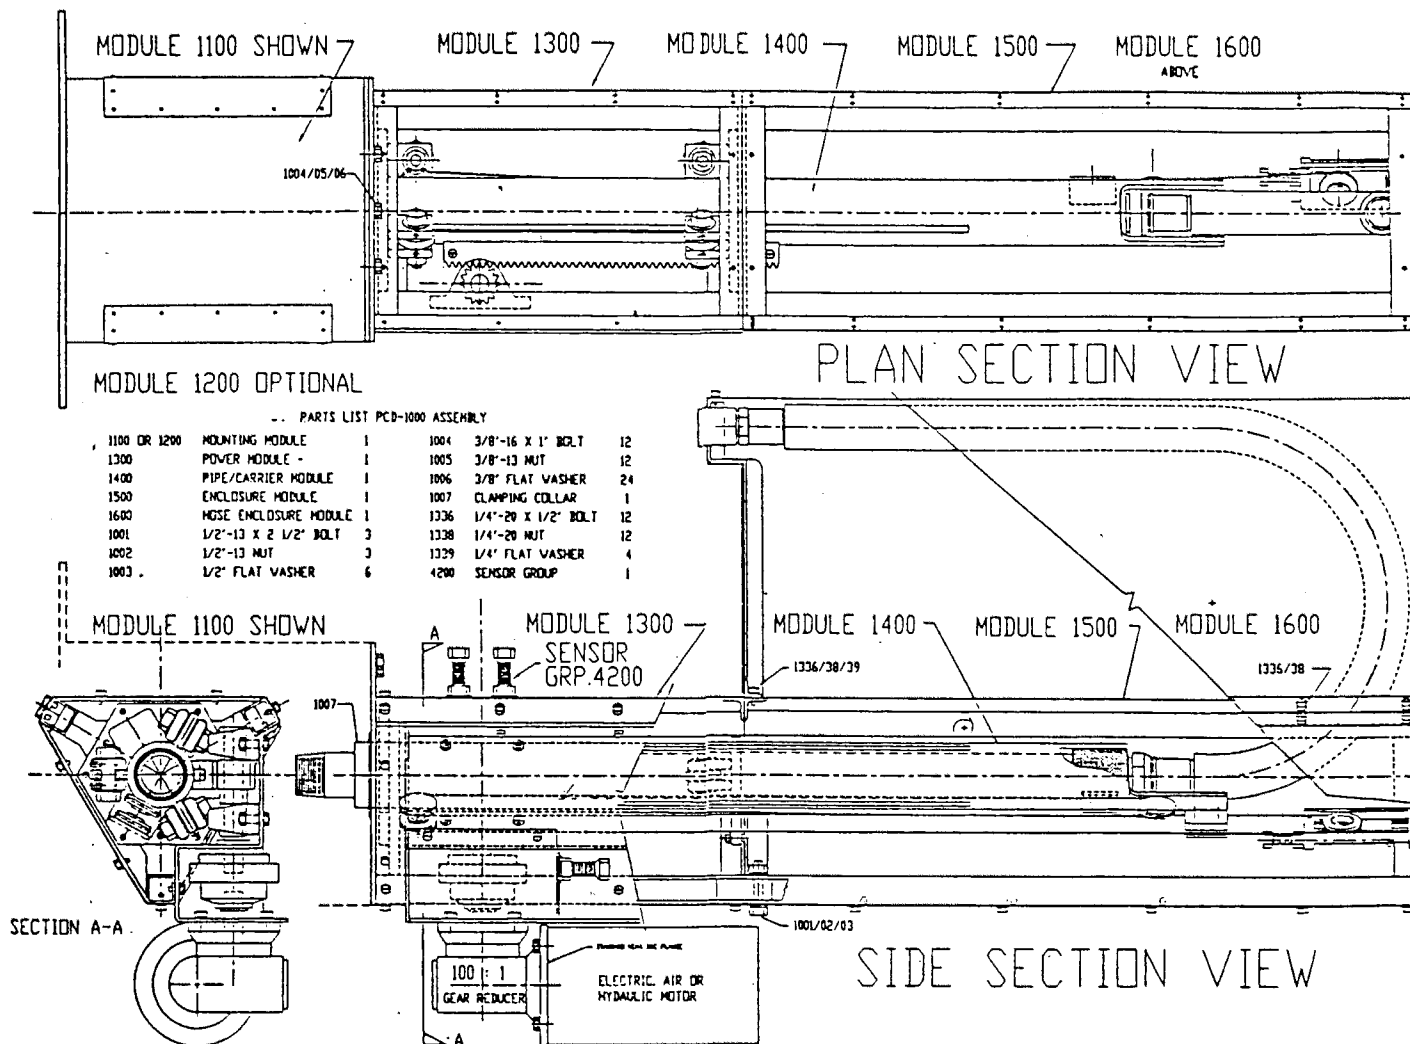 MODULE 1100 SHOWN
MODULE 1300
MODULE 1400
MODULE 1500
MODULE 1600
ABOVE
1004/05/06
PLAN SECTION VIEW
MODULE 1200 OPTIONAL
PARTS LIST PCD-1000 ASSEMBLY
1100 OR 1200 MOUNTING MODULE 1 1004 3/8"-16 X 1" BOLT 12
1300 POWER MODULE - 1 1005 3/8"-13 NUT 12
1400 PIPE/CARRIER MODULE 1 1006 3/8" FLAT WASHER 24
1500 ENCLOSURE MODULE 1 1007 CLAMPING COLLAR 1
1600 HOSE ENCLOSURE MODULE 1 1336 1/4"-20 X 1/2" BOLT 12
1001 1/2"-13 X 2 1/2" BOLT 3 1338 1/4"-20 NUT 12
1002 1/2"-13 NUT 3 1339 1/4" FLAT WASHER 4
1003 . 1/2" FLAT WASHER 6 4200 SENSOR GROUP 1
MODULE 1100 SHOWN
A
MODULE 1300
MODULE 1400
MODULE 1500
MODULE 1600
SENSOR
GRP.4200
1336/38/39
1336/38
1007
SECTION A-A
1001/02/03
SIDE SECTION VIEW
100 : 1
GEAR REDUCER
ELECTRIC, AIR OR
HYDAULIC MOTOR
A